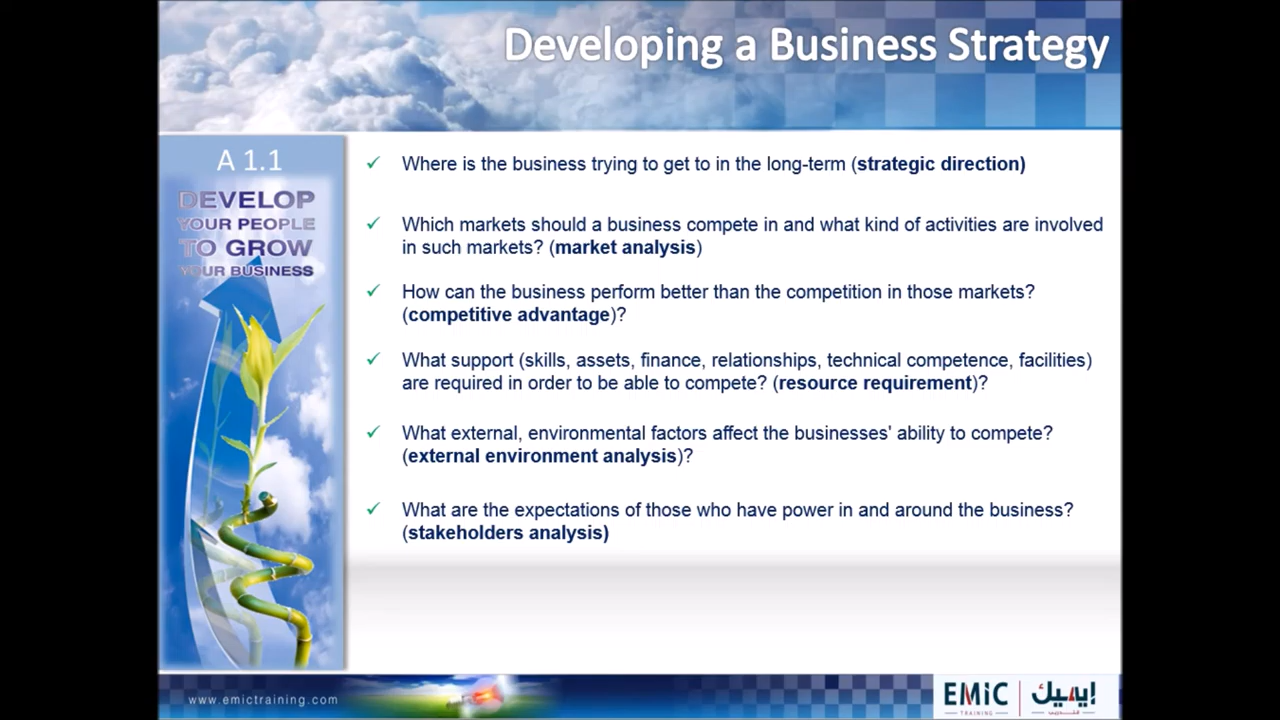 Developing a Business Strategy
A 1.1
DEVELOP
YOUR PEOPLE
TO GROW
YOUR BUSINESS
✓ Where is the business trying to get to in the long-term (strategic direction)
✓ Which markets should a business compete in and what kind of activities are involved
in such markets? (market analysis)
✓ How can the business perform better than the competition in those markets?
(competitive advantage)?
✓ What support (skills, assets, finance, relationships, technical competence, facilities)
are required in order to be able to compete? (resource requirement)?
✓ What external, environmental factors affect the businesses' ability to compete?
(external environment analysis)?
✓ What are the expectations of those who have power in and around the business?
(stakeholders analysis)
www.emictraining.com
EMiC
TRAINING
إيميك
للتدريب